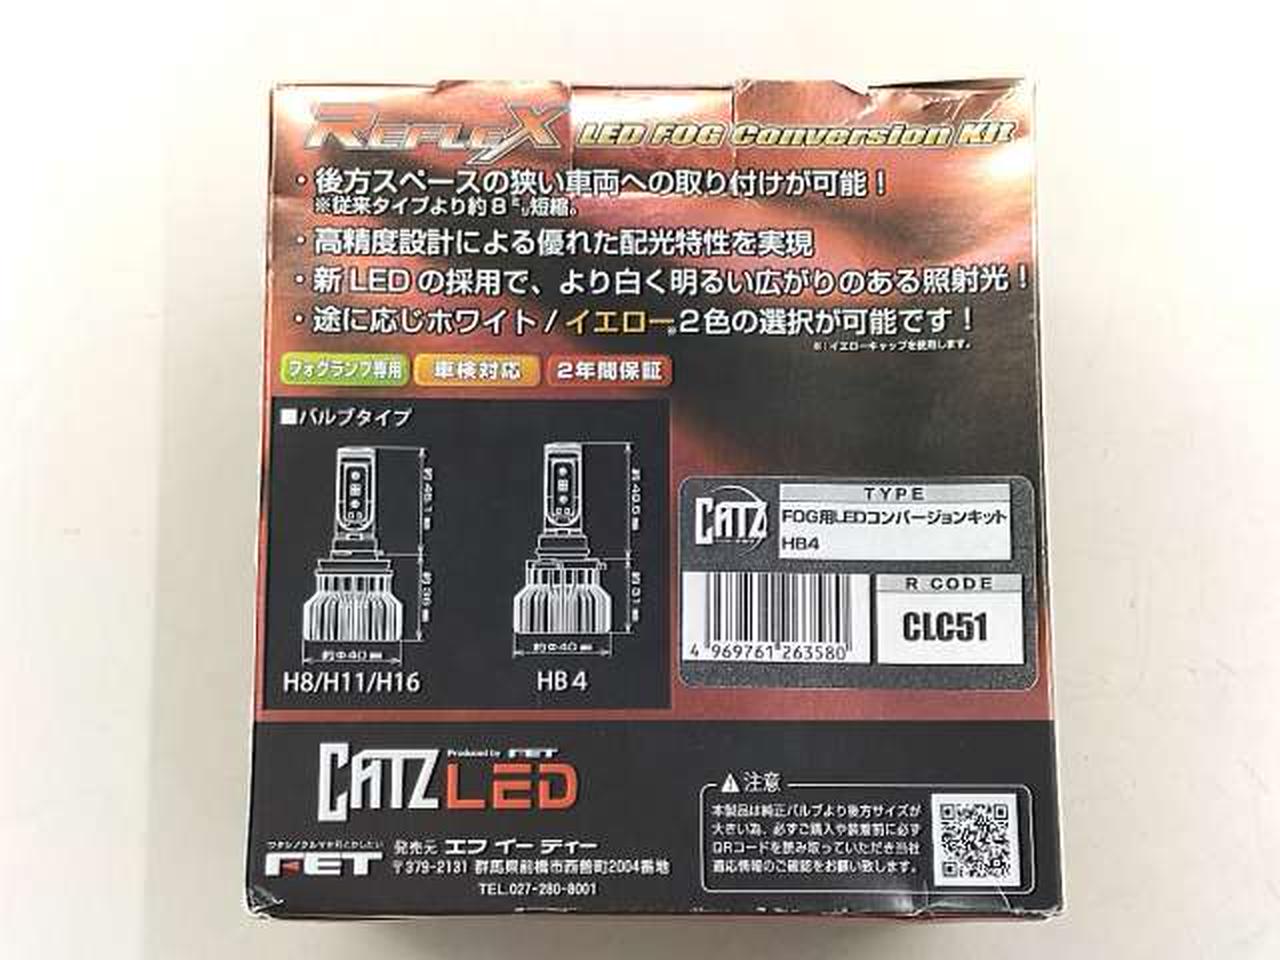 REFLEX LED FOG Conversion Kit
・後方スペースの狭い車両への取り付けが可能！
※従来タイプより約8㍉短縮。
・高精度設計による優れた配光特性を実現
・新LEDの採用で、より白く明るい広がりのある照射光！
・途に応じホワイト/イエロー※2色の選択が可能です！
※イエローキャップを使用します。
フォグランプ専用 車検対応 2年間保証
■バルブタイプ
約Φ40㎜ 約Φ40㎜
H8/H11/H16 HB4
CATZ
TYPE
FOG用LEDコンバージョンキット
HB4
R CODE
CLC51
4 969761 263580
CATZ Produced by FET
LED
FET
発売元 エフ イー ティー
〒379-2131 群馬県前橋市西善町2004番地
TEL.027-280-8001
注意
本製品は純正バルブより後方サイズが
大きい為、必ずご購入や装着前に必ず
QRコードを読み取っていただき当社
適応情報のご確認をお願い致します。